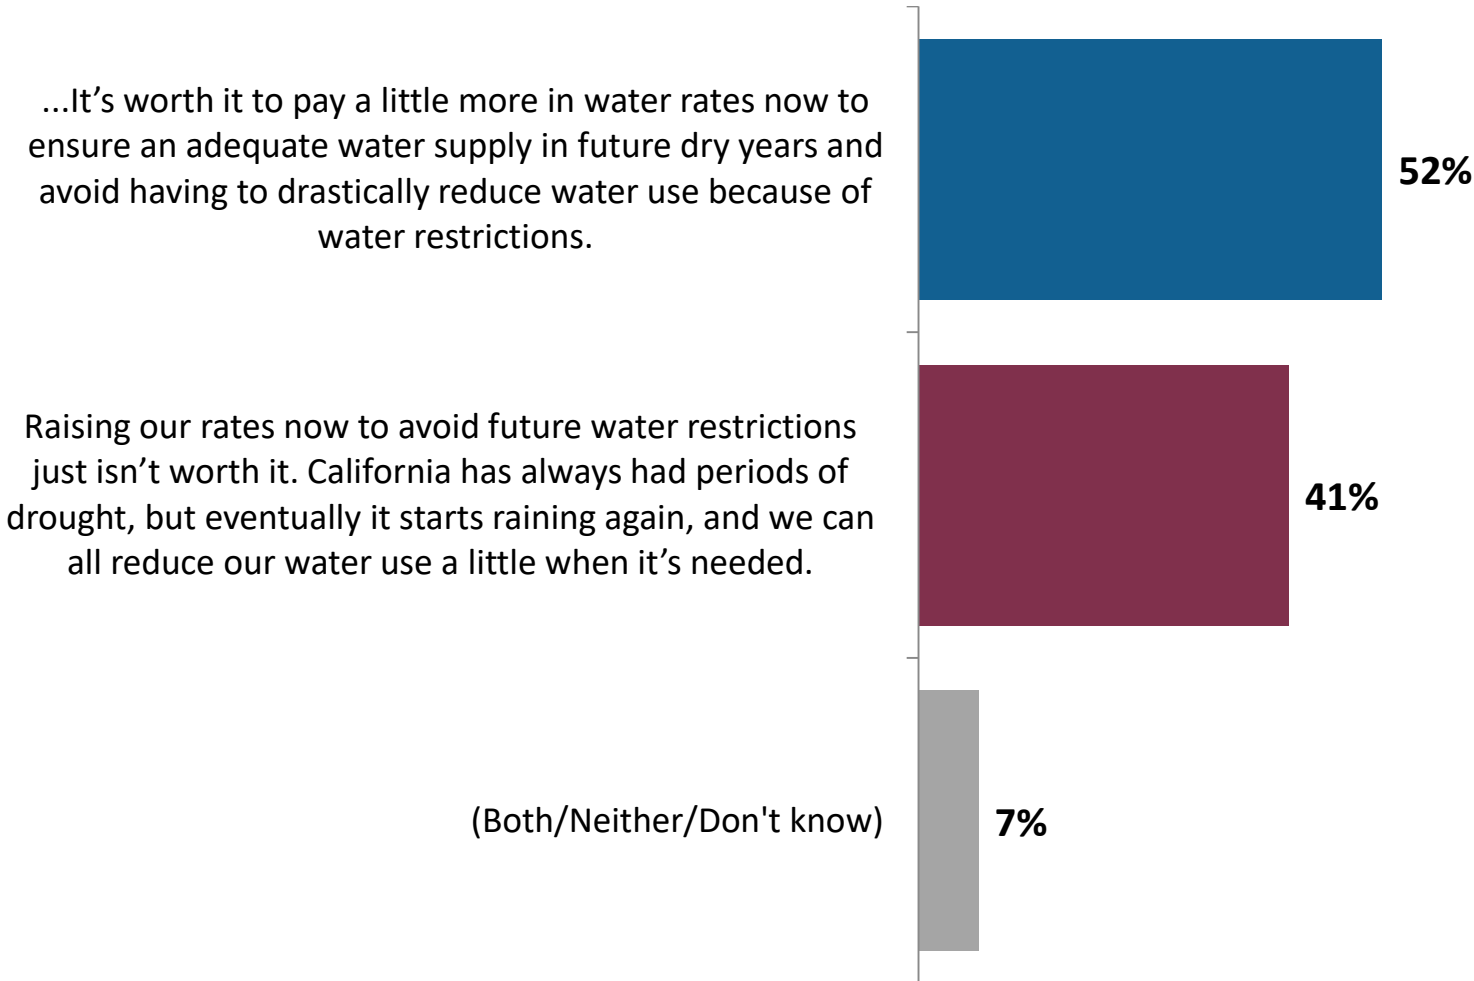 ...It’s worth it to pay a little more in water rates now to
ensure an adequate water supply in future dry years and
avoid having to drastically reduce water use because of
water restrictions.
52%
Raising our rates now to avoid future water restrictions
just isn’t worth it. California has always had periods of
drought, but eventually it starts raining again, and we can
all reduce our water use a little when it’s needed.
41%
(Both/Neither/Don't know)
7%